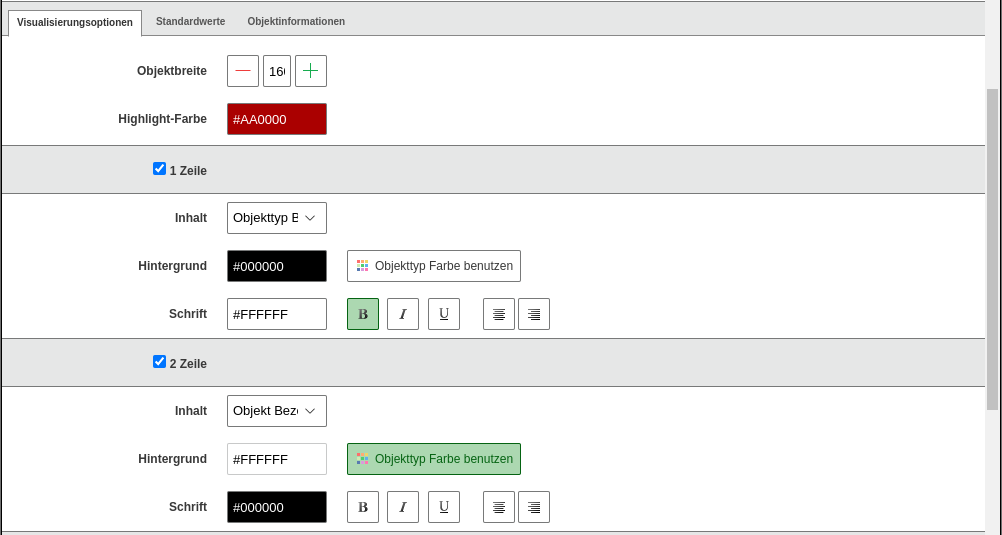 Visualisierungsoptionen Standardwerte Objektinformationen
Objektbreite 16
Highlight-Farbe #AA0000
1 Zeile
Inhalt Objekttyp B
Hintergrund #000000 Objekttyp Farbe benutzen
Schrift #FFFFFF B I U
2 Zeile
Inhalt Objekt Bez
Hintergrund #FFFFFF Objekttyp Farbe benutzen
Schrift #000000 B I U